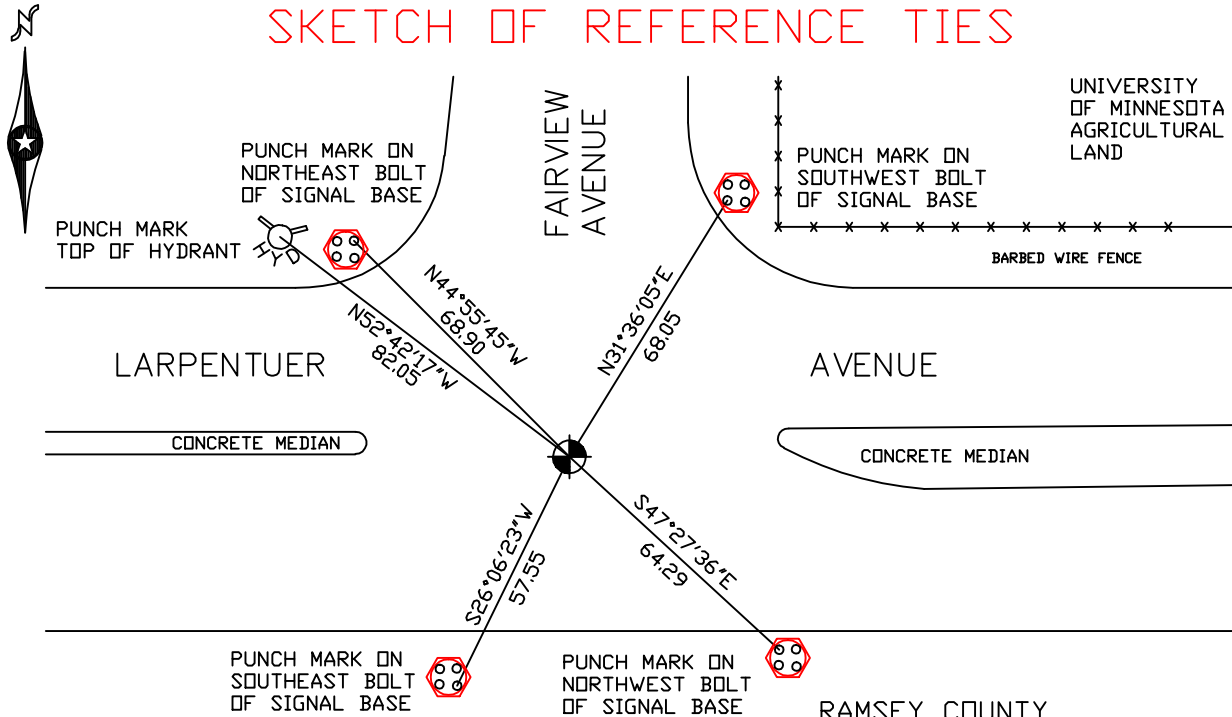 N
SKETCH OF REFERENCE TIES
UNIVERSITY
OF MINNESOTA
AGRICULTURAL
LAND
FAIRVIEW
AVENUE
PUNCH MARK ON
NORTHEAST BOLT
OF SIGNAL BASE
PUNCH MARK ON
SOUTHWEST BOLT
OF SIGNAL BASE
PUNCH MARK
TOP OF HYDRANT
HYD
BARBED WIRE FENCE
N44°55'45"W
68.90
N52°42'17"W
82.05
N31°36'05"E
68.05
LARPENTUER
AVENUE
CONCRETE MEDIAN
CONCRETE MEDIAN
S26°06'23"W
57.55
S47°27'36"E
64.29
PUNCH MARK ON
SOUTHEAST BOLT
OF SIGNAL BASE
PUNCH MARK ON
NORTHWEST BOLT
OF SIGNAL BASE
RAMSEY COUNTY